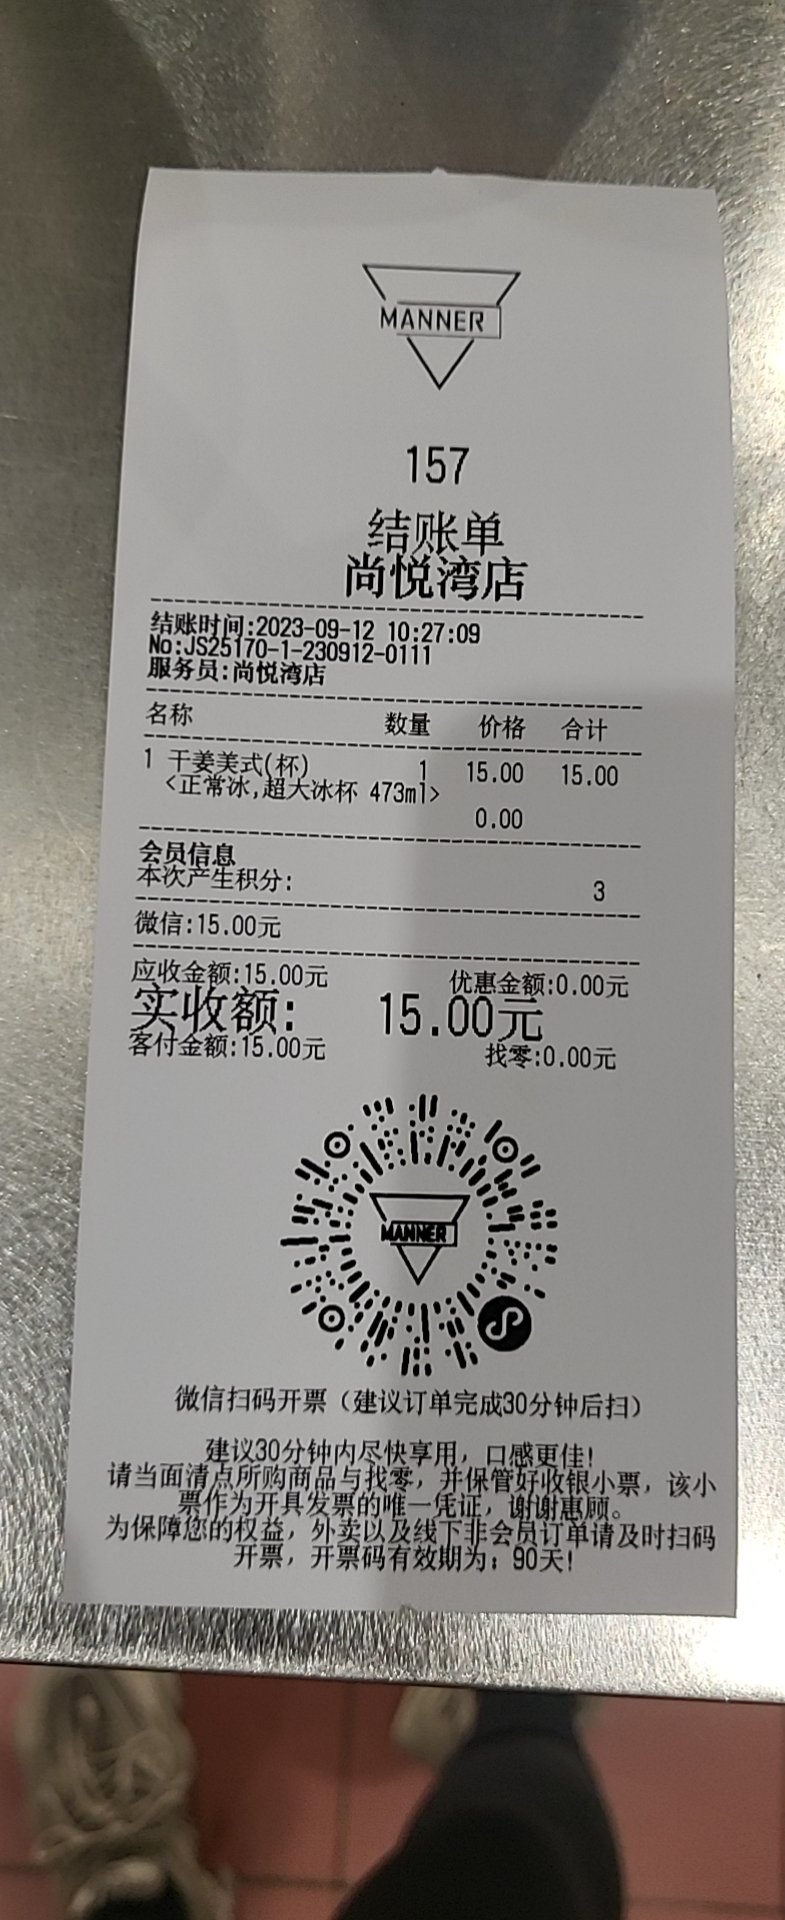 MANNER
157
结账单
尚悦湾店
结账时间:2023-09-12 10:27:09
No:JS25170-1-230912-0111
服务员:尚悦湾店
名称 数量 价格 合计
1 干姜美式(杯) 1 15.00 15.00
<正常冰,超大冰杯 473ml>
0.00
会员信息
本次产生积分: 3
微信:15.00元
应收金额:15.00元 优惠金额:0.00元
实收额: 15.00元
客付金额:15.00元 找零:0.00元
MANNER
微信扫码开票（建议订单完成30分钟后扫）
建议30分钟内尽快享用，口感更佳!
请当面清点所购商品与找零，并保管好收银小票，该小
票作为开具发票的唯一凭证，谢谢惠顾。
为保障您的权益，外卖以及线下非会员订单请及时扫码
开票，开票码有效期为：90天!